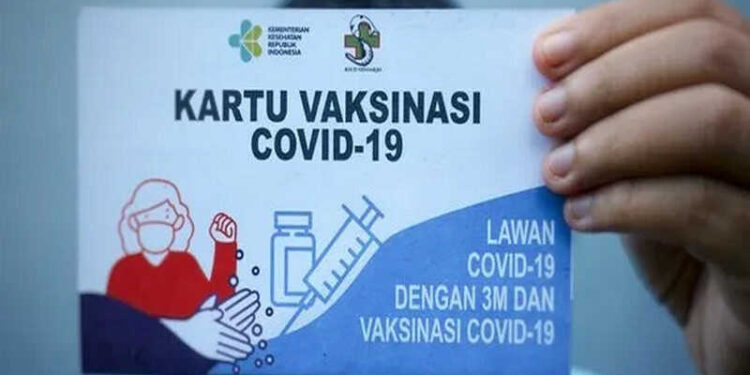 KEMENTERIAN
KESEHATAN
REPUBLIK
INDONESIA
KARTU VAKSINASI
COVID-19
LAWAN
COVID-19
DENGAN 3M DAN
VAKSINASI COVID-19